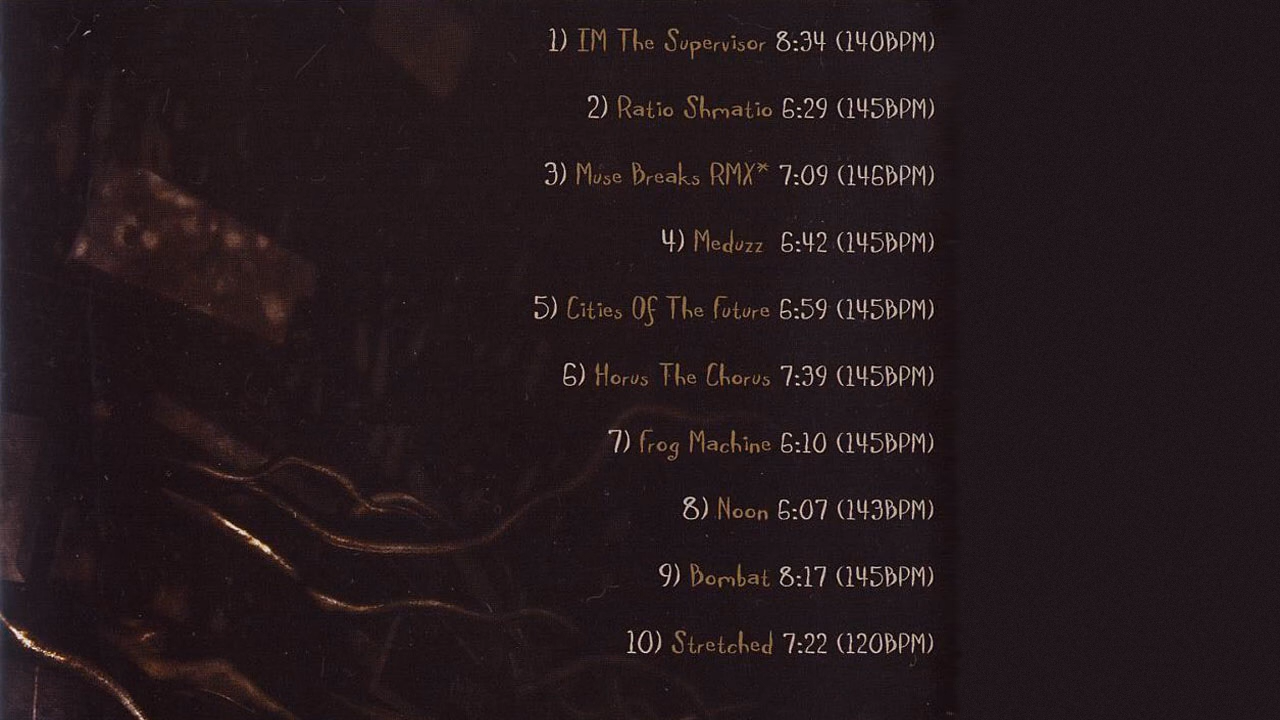 1) IM The Supervisor 8:34 (140BPM)
2) Ratio Shmatio 6:29 (145BPM)
3) Muse Breaks RMX* 7:09 (146BPM)
4) Meduzz 6:42 (145BPM)
5) Cities Of The Future 6:59 (145BPM)
6) Horus The Chorus 7:39 (145BPM)
7) Frog Machine 6:10 (145BPM)
8) Noon 6:07 (143BPM)
9) Bombat 8:17 (145BPM)
10) Stretched 7:22 (120BPM)